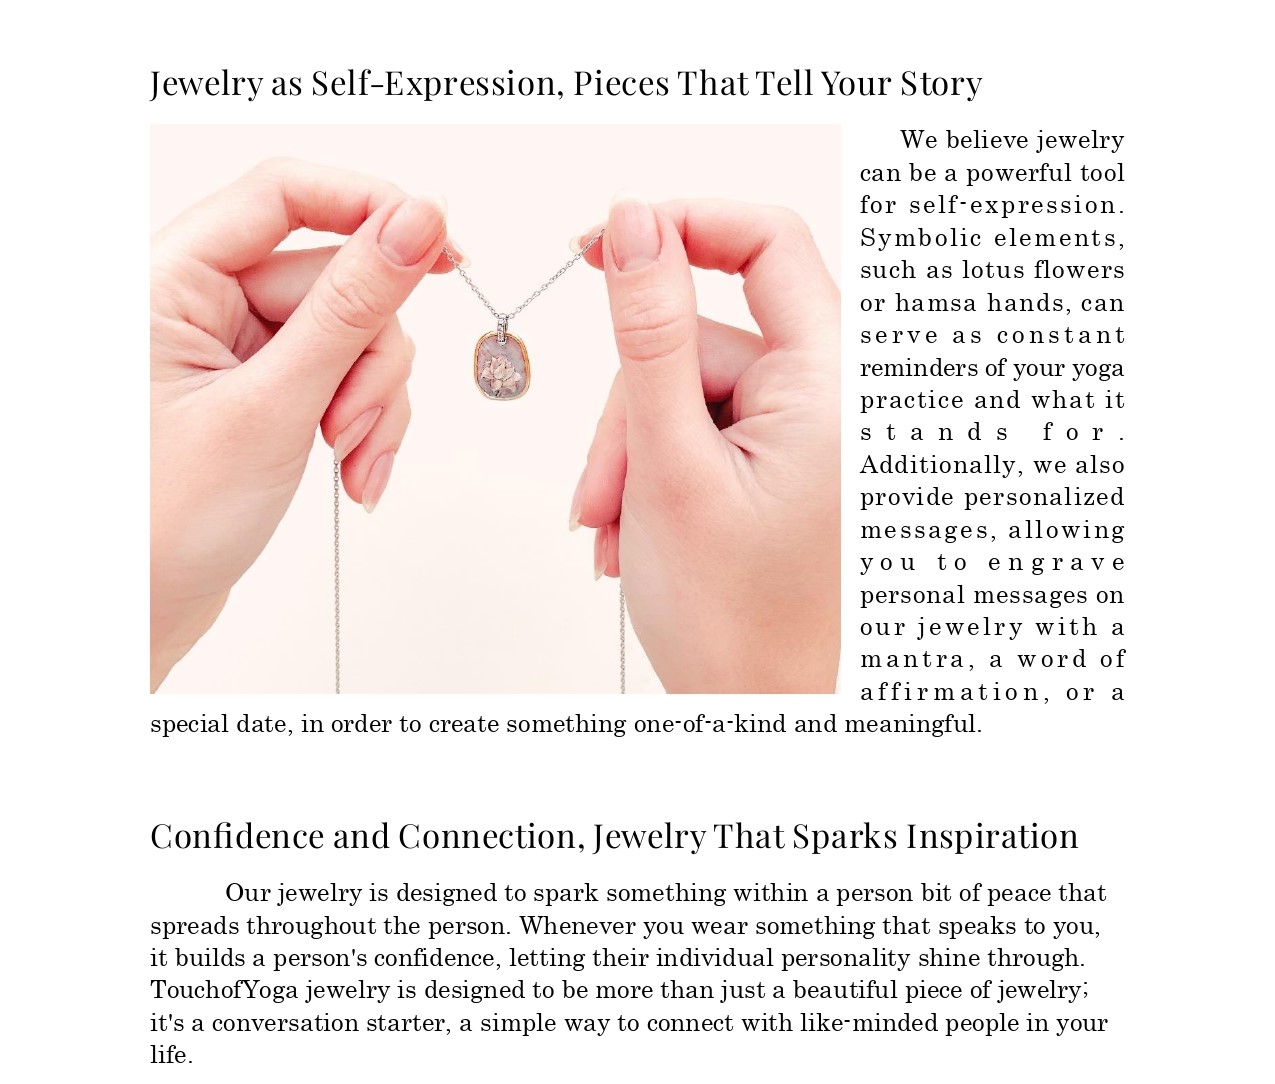 Jewelry as Self-Expression, Pieces That Tell Your Story
We believe jewelry
can be a powerful tool
for self-expression.
Symbolic elements,
such as lotus flowers
or hamsa hands, can
serve as constant
reminders of your yoga
practice and what it
stands for.
Additionally, we also
provide personalized
messages, allowing
you to engrave
personal messages on
our jewelry with a
mantra, a word of
affirmation, or a
special date, in order to create something one-of-a-kind and meaningful.
Confidence and Connection, Jewelry That Sparks Inspiration
Our jewelry is designed to spark something within a person bit of peace that
spreads throughout the person. Whenever you wear something that speaks to you,
it builds a person's confidence, letting their individual personality shine through.
TouchofYoga jewelry is designed to be more than just a beautiful piece of jewelry;
it's a conversation starter, a simple way to connect with like-minded people in your
life.